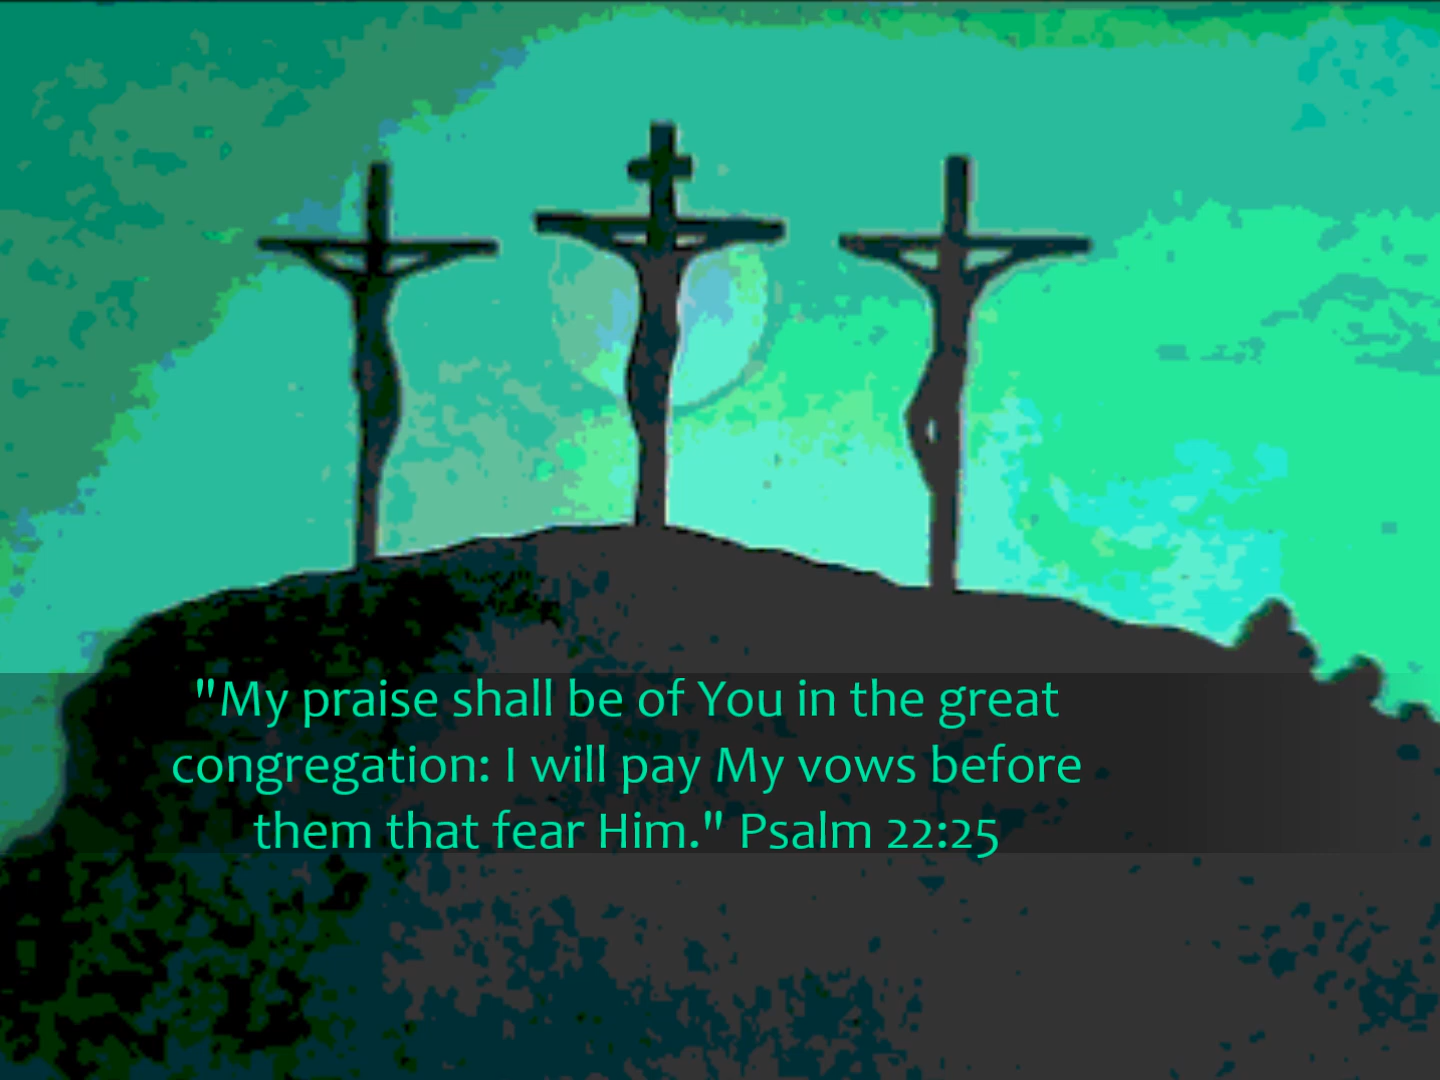 "My praise shall be of You in the great
congregation: I will pay My vows before
them that fear Him." Psalm 22:25